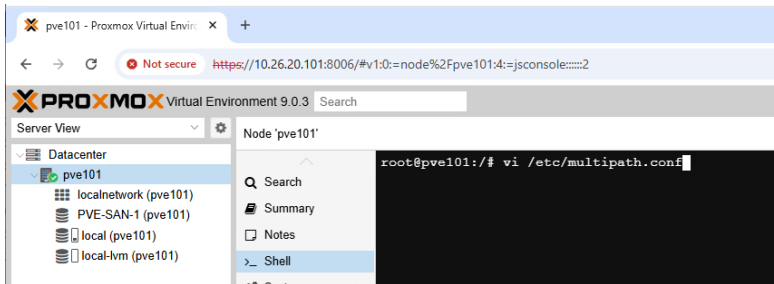 pve101 - Proxmox Virtual Enviro
Not secure https://10.26.20.101:8006/#v1:0:=node%2Fpve101:4:=jsconsole::::::2
PROXMOX Virtual Environment 9.0.3 Search
Server View
Node 'pve101'
Datacenter
pve101
localnetwork (pve101)
PVE-SAN-1 (pve101)
local (pve101)
local-lvm (pve101)
Search
Summary
Notes
>_ Shell
root@pve101:/# vi /etc/multipath.conf